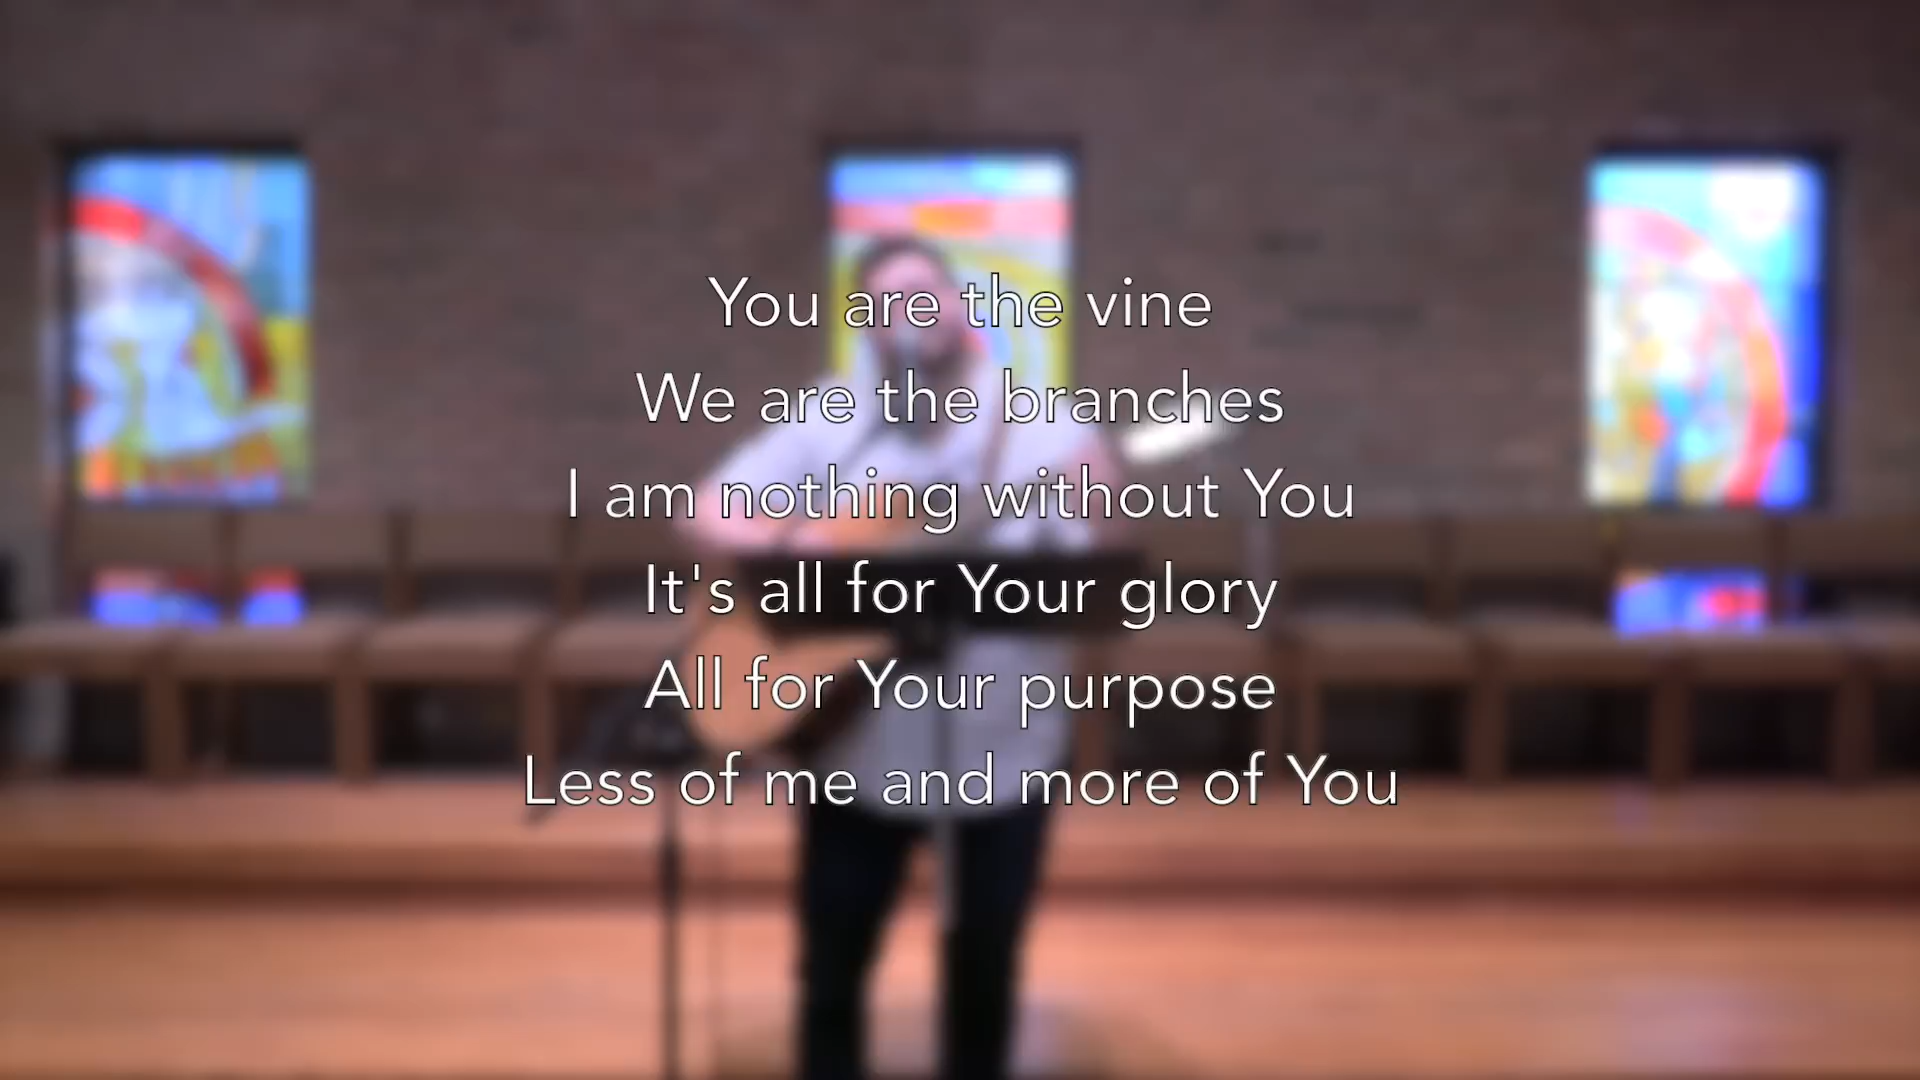 You are the vine
We are the branches
I am nothing without You
It's all for Your glory
All for Your purpose
Less of me and more of You